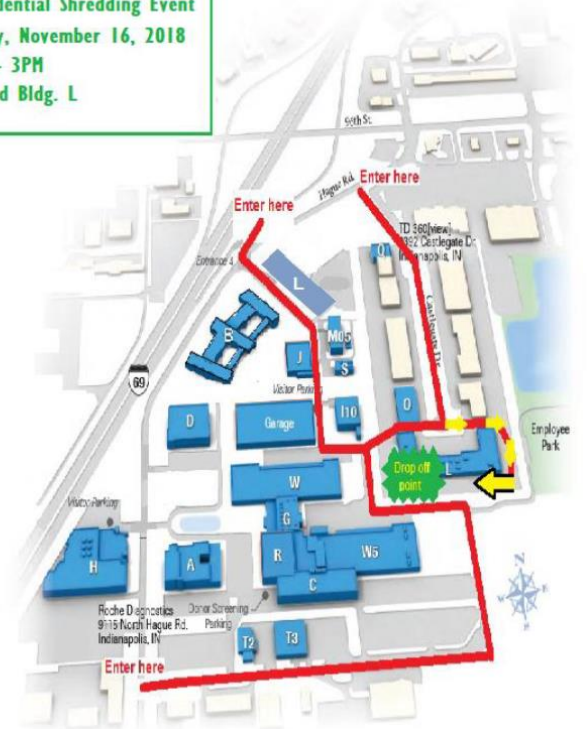 dential Shredding Event
y, November 16, 2018
- 3PM
d Bldg. L
96th St.
Hague Rd.
Enter here
Enter here
TD 360[view]
Castlegate Dr.
Indianapolis, IN
Entrance 4
L
O
Castlegate Dr.
B
M05
J
S
69
Visitor Parking
D
Garage
I10
O
Employee
Park
Drop off
point
W
Visitor Parking
G
H
A
R
W5
C
N
Roche Diagnostics
9115 North Hague Rd.
Indianapolis, IN
Donor Screening
Parking
T2
T3
Enter here